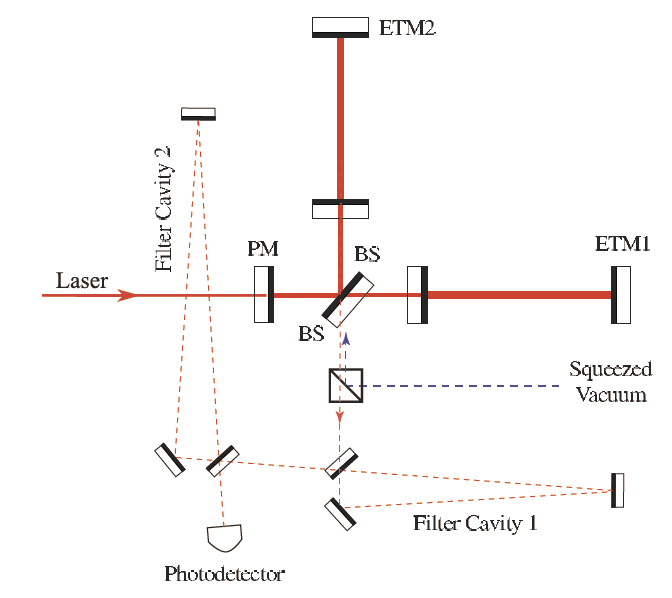 ETM2
Filter Cavity 2
PM
BS
ETM1
Laser
BS
Squeezed
Vacuum
Filter Cavity 1
Photodetector